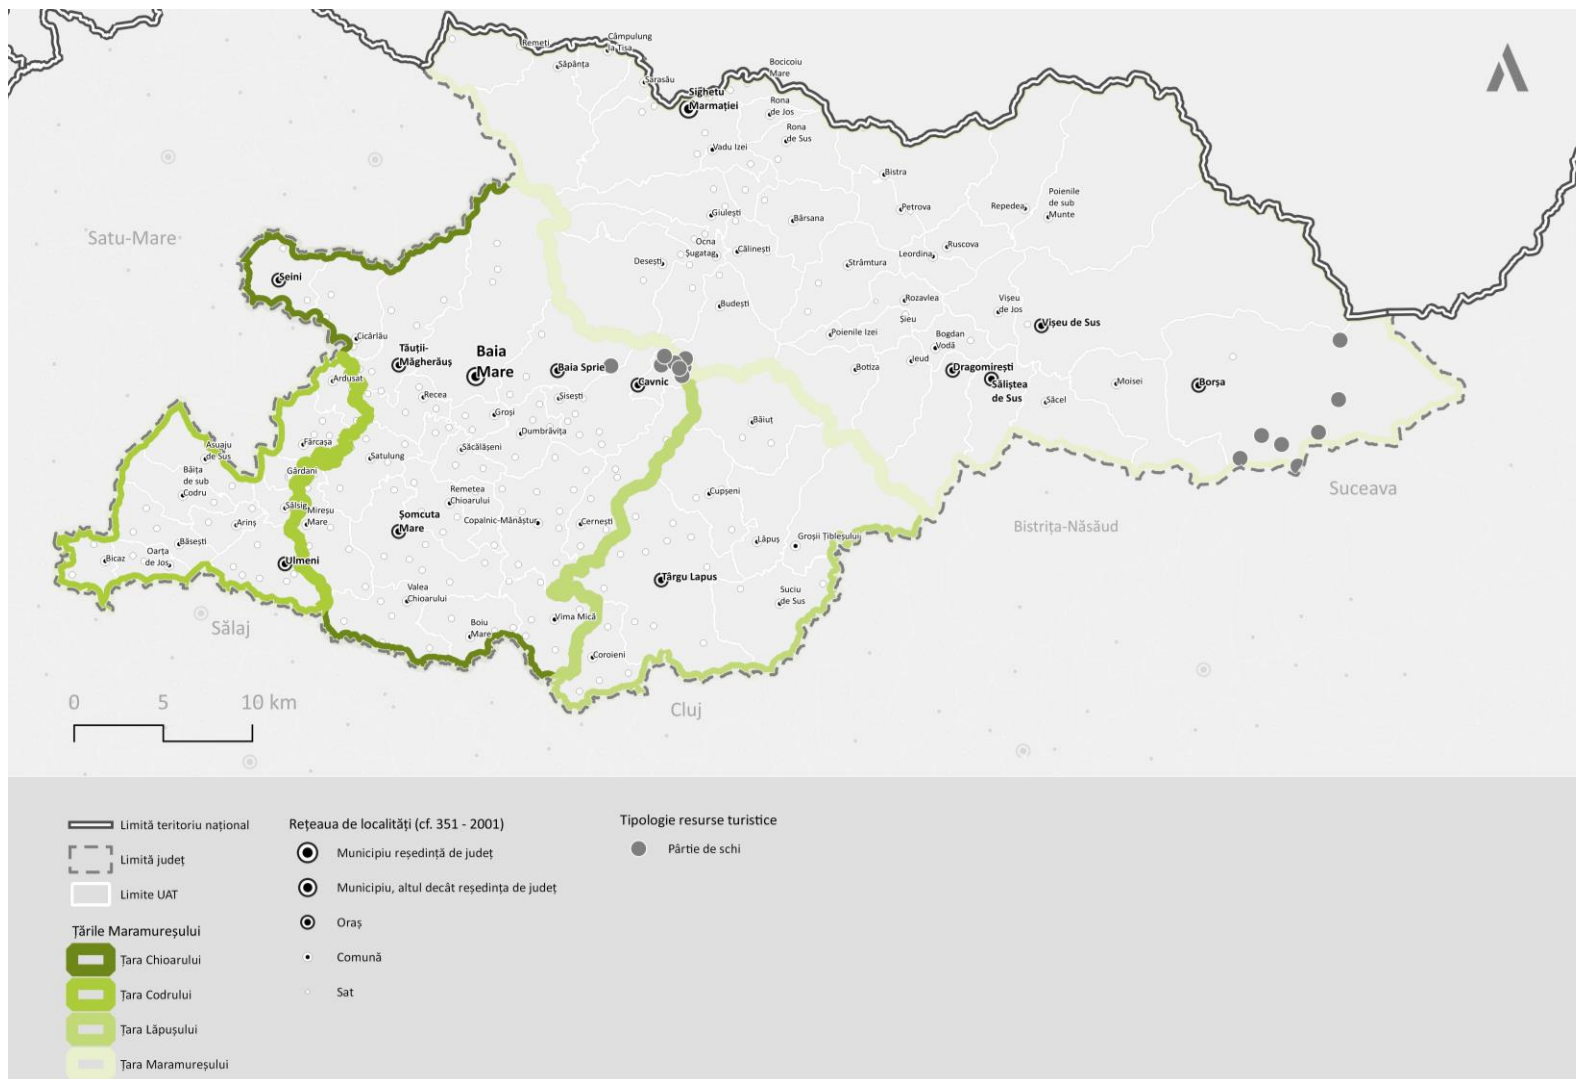 Remeți
Câmpulung
la Tisa
Săpânța
Sarasău
Bocicoiu
Mare
Sighetu
Marmației
Rona
de Jos
Rona
de Sus
Vadu Izei
Bistra
Petrova
Repedea
Poienile
de sub
Munte
Satu-Mare
Giulești
Bârsana
Ocna
Șugatag
Călinești
Desești
Strâmtura
Leordina
Ruscova
Seini
Budești
Rozavlea
Șieu
Vișeu
de Jos
Vișeu de Sus
Poienile Izei
Bogdan
Vodă
Ieud
Cicârlău
Tăuții-
Măgherăuș
Baia
Mare
Baia Sprie
Cavnic
Botiza
Dragomirești
Săliștea
de Sus
Moisei
Borșa
Ardusat
Recea
Sisești
Groși
Săcel
Băiuț
Dumbrăvița
Fărcașa
Asuaju
de Sus
Satulung
Săcălășeni
Gârdani
Băița
de sub
Codru
Remetea
Chioarului
Cupșeni
Suceava
Sălsig
Mireșu
Mare
Șomcuta
Mare
Copalnic-Mănăștur
Cernești
Arinș
Bistrița-Năsăud
Băsești
Lăpuș
Groșii Țibleșului
Bicaz
Oarța
de Jos
Ulmeni
Târgu Lapus
Valea
Chioarului
Suciu
de Sus
Sălaj
Boiu
Mare
Vima Mică
Coroieni
0 5 10 km
Cluj
Limită teritoriu național
Limită județ
Limite UAT
Țările Maramureșului
Țara Chioarului
Țara Codrului
Țara Lăpușului
Țara Maramureșului
Rețeaua de localități (cf. 351 - 2001)
Municipiu reședință de județ
Municipiu, altul decât reședința de județ
Oraș
Comună
Sat
Tipologie resurse turistice
Pârtie de schi